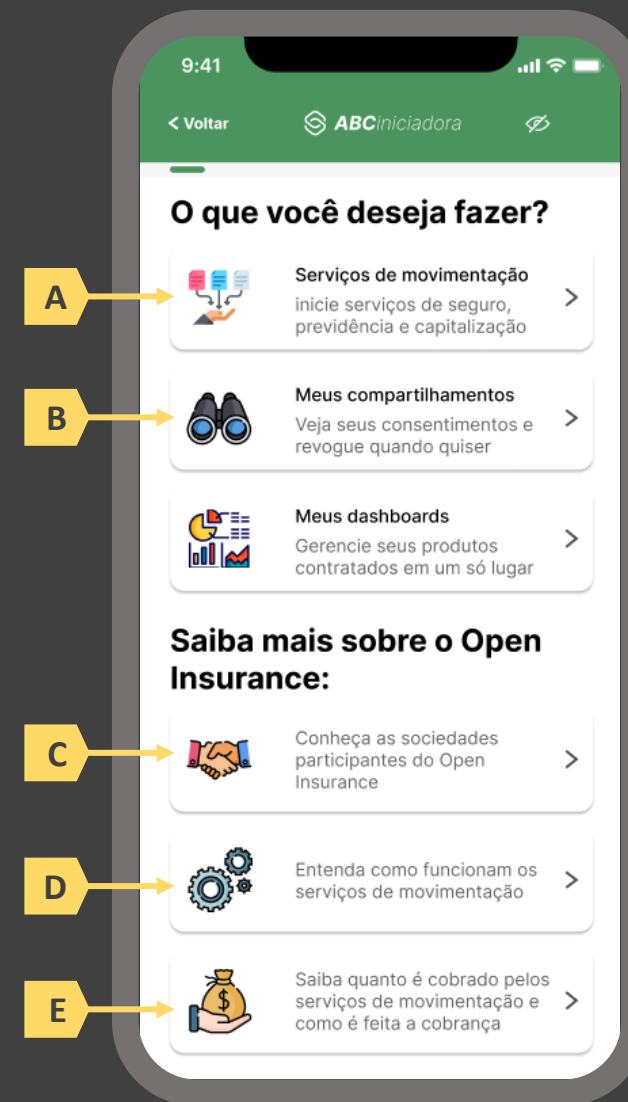 9:41
Voltar
ABCiniciadora
O que você deseja fazer?
A
Serviços de movimentação
inicie serviços de seguro,
previdência e capitalização
B
Meus compartilhamentos
Veja seus consentimentos e
revogue quando quiser
Meus dashboards
Gerencie seus produtos
contratados em um só lugar
Saiba mais sobre o Open
Insurance:
C
Conheça as sociedades
participantes do Open
Insurance
D
Entenda como funcionam os
serviços de movimentação
E
$
Saiba quanto é cobrado pelos
serviços de movimentação e
como é feita a cobrança